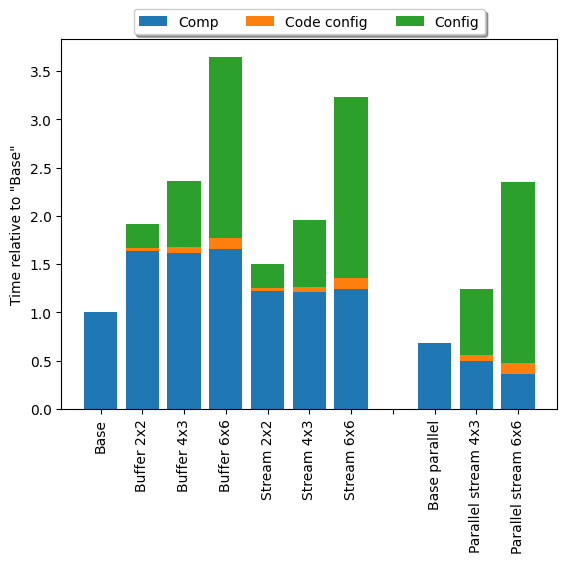 Comp Code config Config
Time relative to "Base"
3.5
3.0
2.5
2.0
1.5
1.0
0.5
0.0
Base
Buffer 2x2
Buffer 4x3
Buffer 6x6
Stream 2x2
Stream 4x3
Stream 6x6
Base parallel
Parallel stream 4x3
Parallel stream 6x6